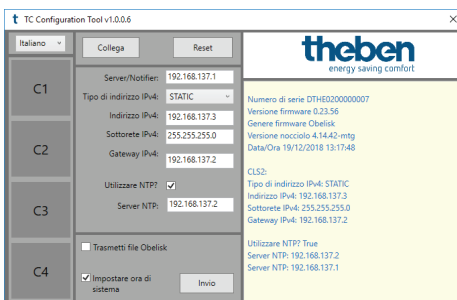 t TC Configuration Tool v1.0.0.6
Italiano
C1
C2
C3
C4
Collega
Reset
Server/Notifier: 192.168.137.1
Tipo di indirizzo IPv4: STATIC
Indirizzo IPv4: 192.168.137.3
Sottorete IPv4: 255.255.255.0
Gateway IPv4: 192.168.137.2
Utilizzare NTP?
Server NTP: 192.168.137.2
Trasmetti file Obelisk
Impostare ora di
sistema
Invio
theben
energy saving comfort
Numero di serie DTHE0200000007
Versione firmware 0.23.56
Genere firmware Obelisk
Versione nocciolo 4.14.42-mtg
Data/Ora 19/12/2018 13:17:48
CLS2:
Tipo di indirizzo IPv4: STATIC
Indirizzo IPv4: 192.168.137.3
Sottorete IPv4: 255.255.255.0
Gateway IPv4: 192.168.137.2
Utilizzare NTP? True
Server NTP: 192.168.137.2
Server NTP: 192.168.137.1